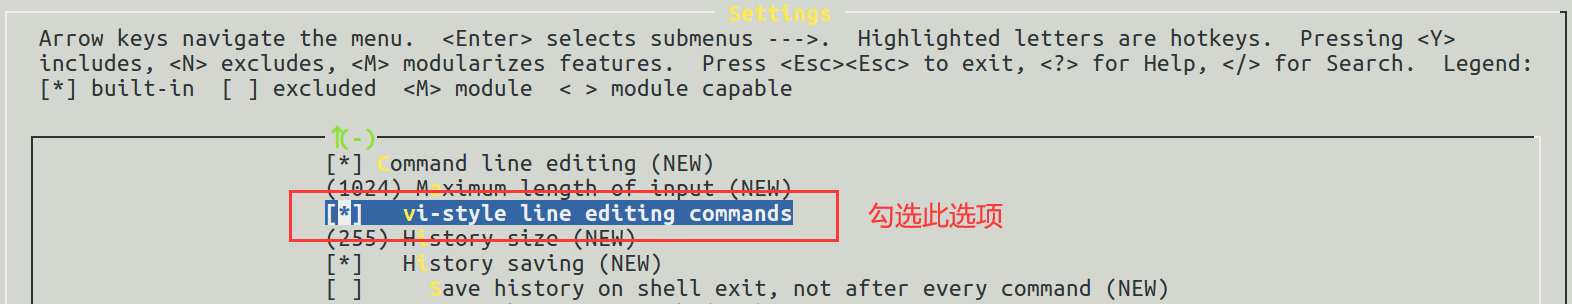 Settings
Arrow keys navigate the menu.  <Enter> selects submenus --->.  Highlighted letters are hotkeys.  Pressing <Y>
includes, <N> excludes, <M> modularizes features.  Press <Esc><Esc> to exit, <?> for Help, </> for Search.  Legend:
[*] built-in  [ ] excluded  <M> module  < > module capable
↑(-)
[*] Command line editing (NEW)
(1024) Maximum length of input (NEW)
[*]   vi-style line editing commands
勾选此选项
(255) History size (NEW)
[*]   History saving (NEW)
[ ]     Save history on shell exit, not after every command (NEW)